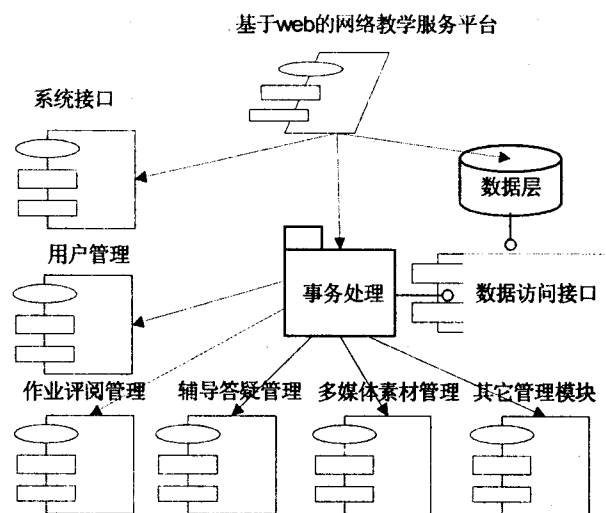 基于web的网络教学服务平台
系统接口
数据层
用户管理
事务处理
数据访问接口
作业评阅管理 辅导答疑管理 多媒体素材管理 其它管理模块